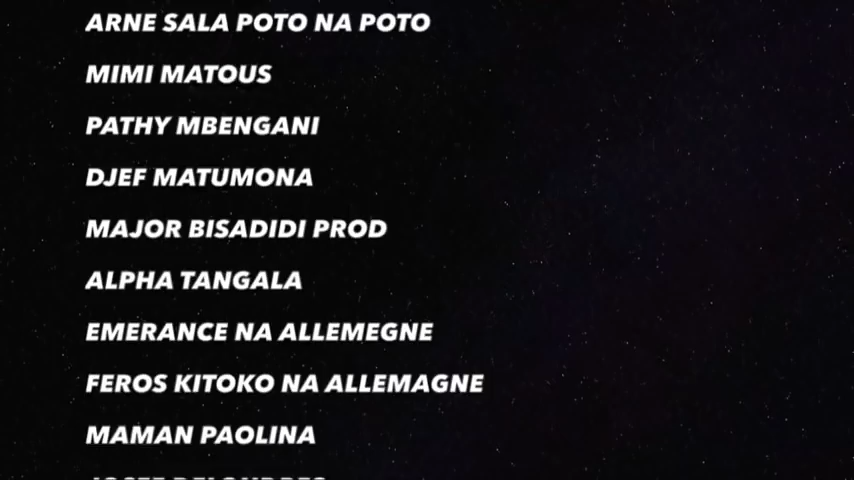 ARNE SALA POTO NA POTO
MIMI MATOUS
PATHY MBENGANI
DJEF MATUMONA
MAJOR BISADIDI PROD
ALPHA TANGALA
EMERANCE NA ALLEMEGNE
FEROS KITOKO NA ALLEMAGNE
MAMAN PAOLINA